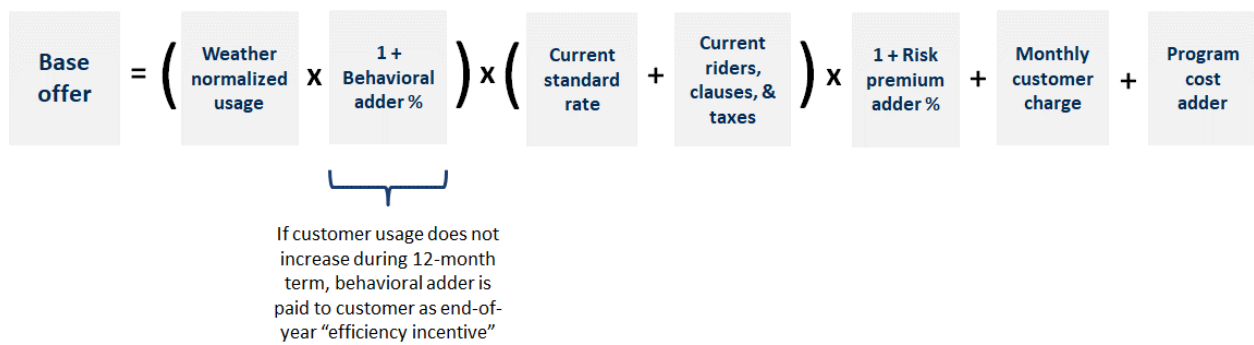 Base
offer
=
(
Weather
normalized
usage
x
1 +
Behavioral
adder %
)
x
(
Current
standard
rate
+
Current
riders,
clauses, &
taxes
)
x
1 + Risk
premium
adder %
+
Monthly
customer
charge
+
Program
cost
adder
If customer usage does not
increase during 12-month
term, behavioral adder is
paid to customer as end-of-
year “efficiency incentive”